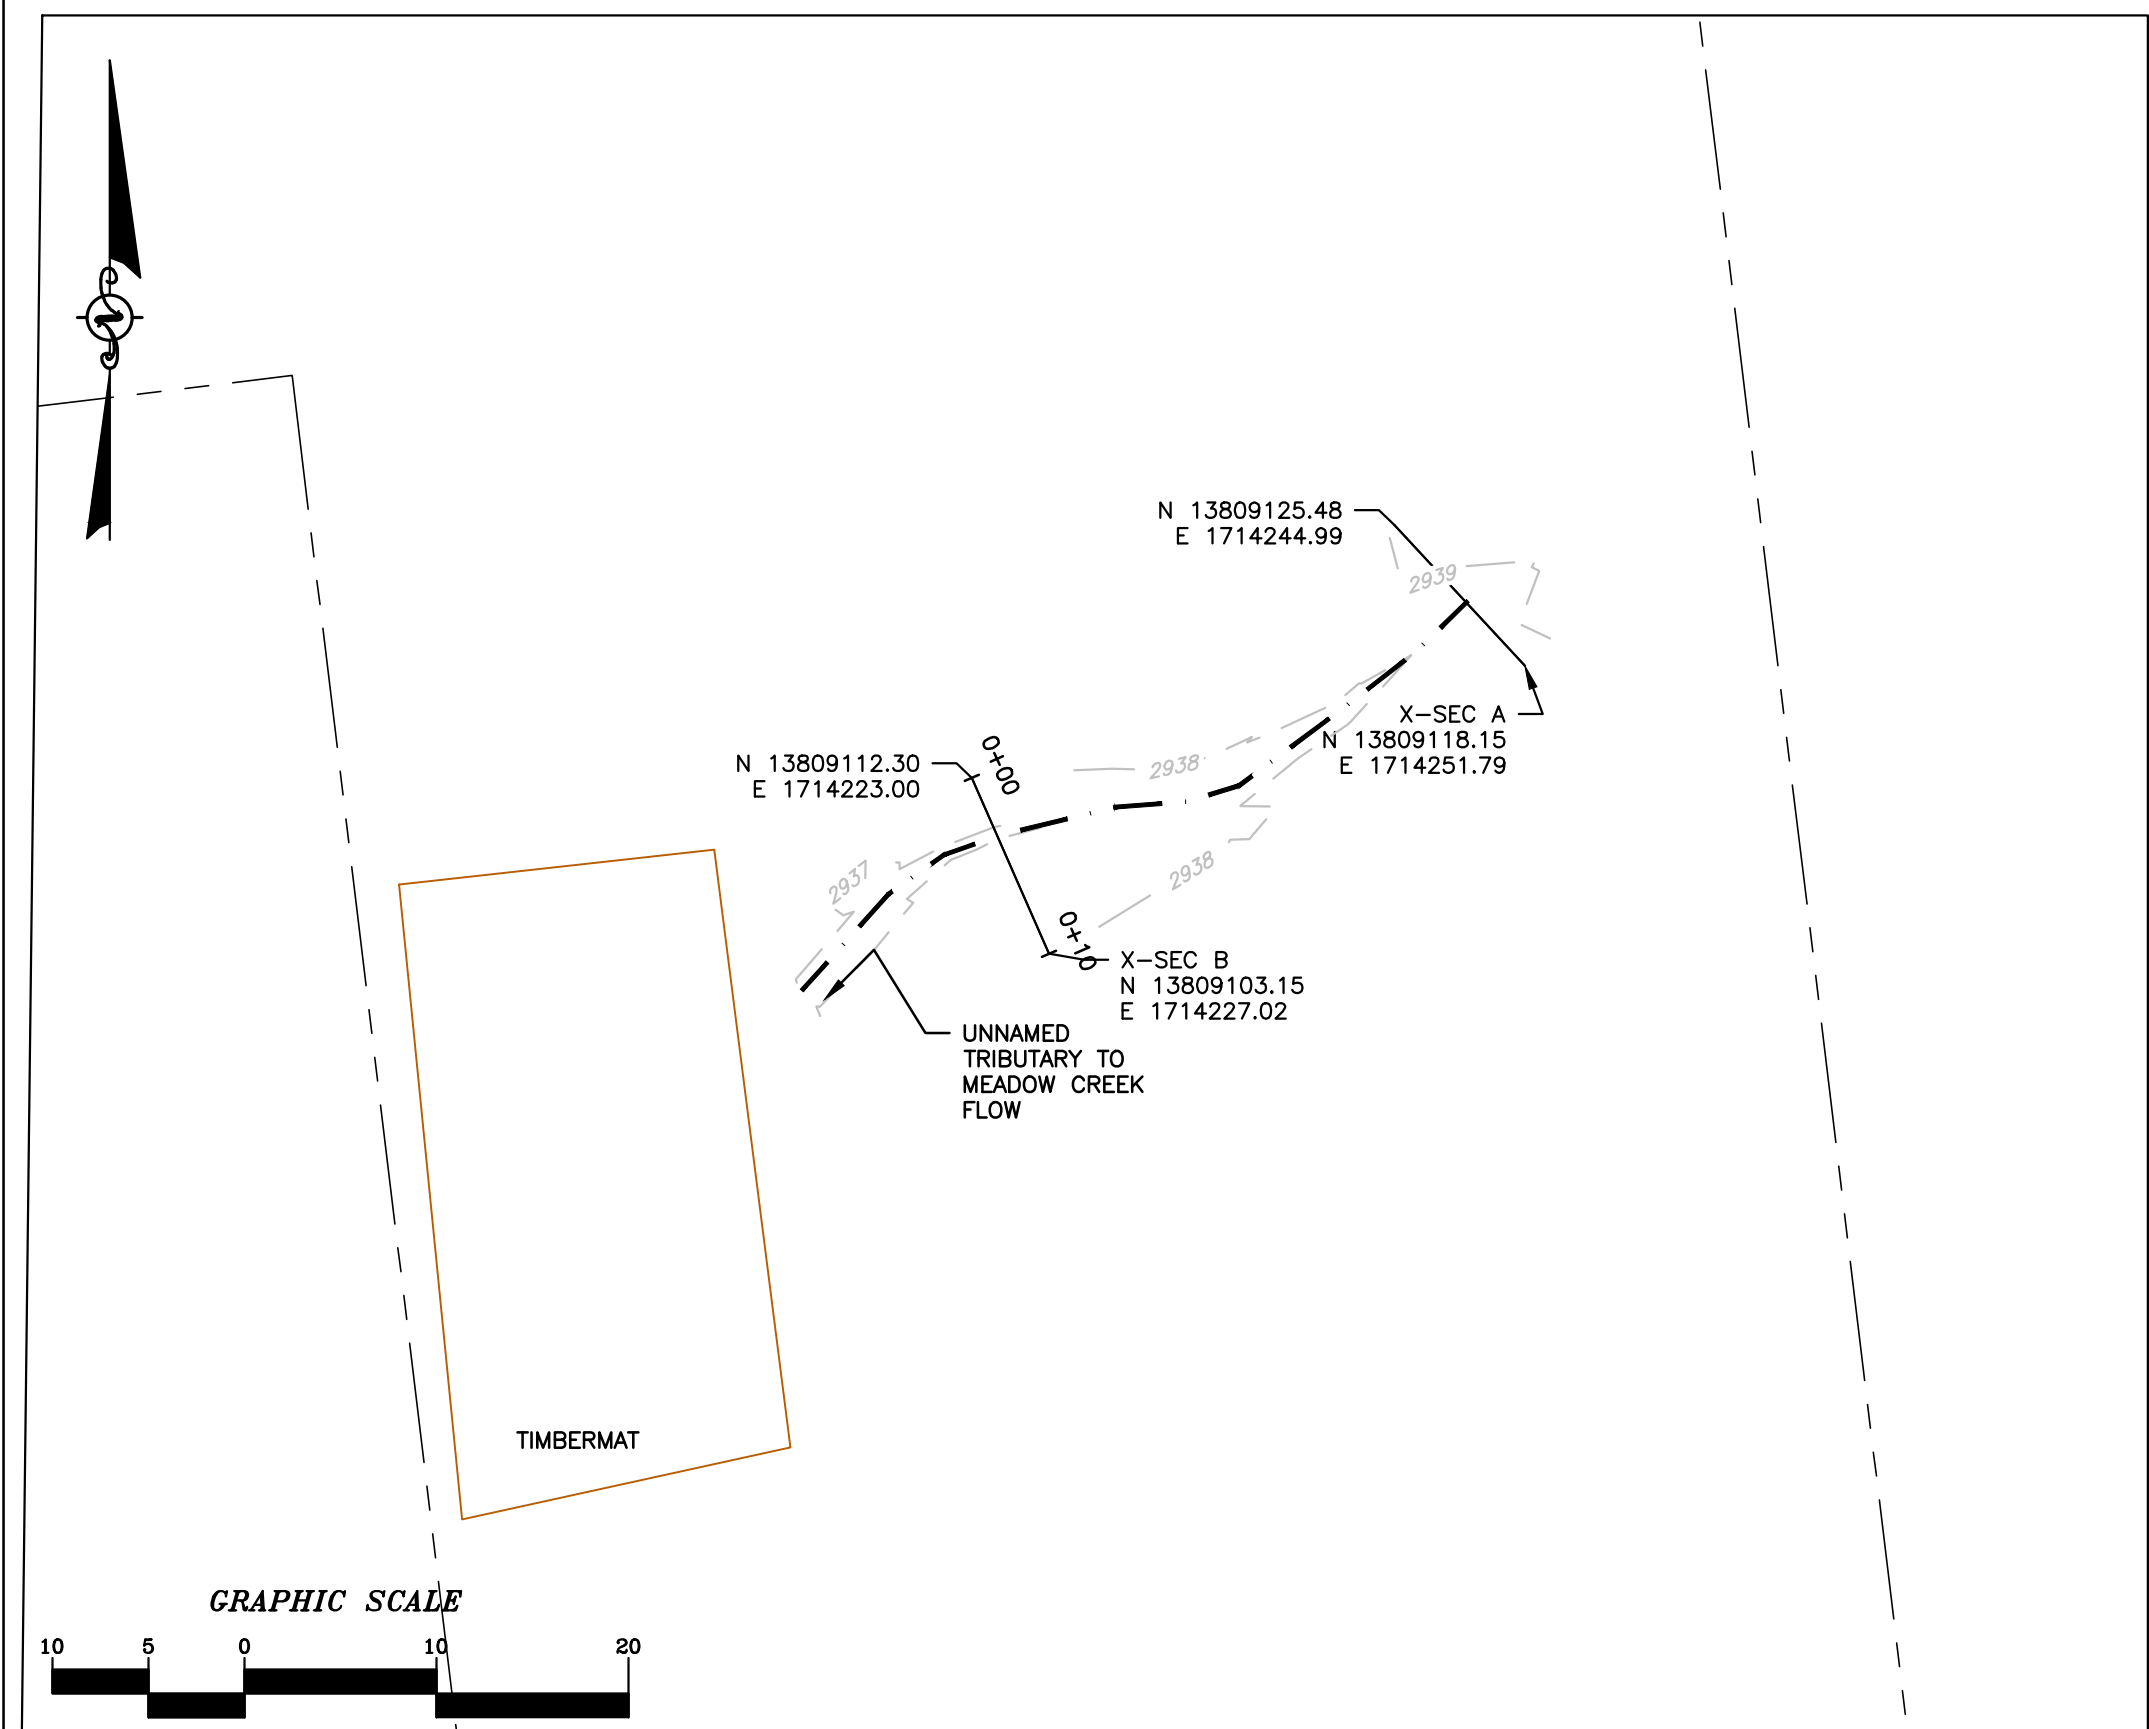 N
N 13809125.48
E 1714244.99
2939
X-SEC A
N 13809118.15
E 1714251.79
N 13809112.30
E 1714223.00
0+00
2938
2937
2938
0+10
X-SEC B
N 13809103.15
E 1714227.02
UNNAMED
TRIBUTARY TO
MEADOW CREEK
FLOW
TIMBERMAT
GRAPHIC SCALE
10 5 0 10 20